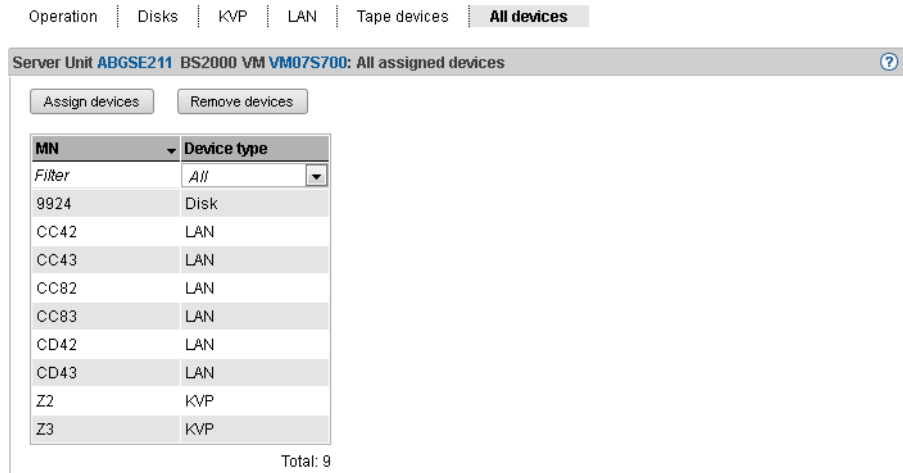 Operation Disks KVP LAN Tape devices All devices
Server Unit ABGSE211 BS2000 VM VM07S700: All assigned devices ?
Assign devices Remove devices
MN Device type
Filter All
9924 Disk
CC42 LAN
CC43 LAN
CC82 LAN
CC83 LAN
CD42 LAN
CD43 LAN
Z2 KVP
Z3 KVP
Total: 9